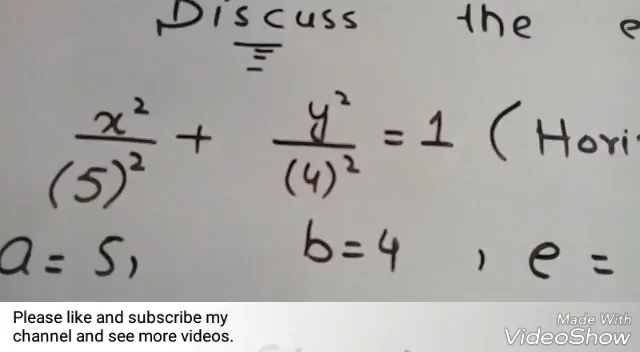 Discuss the e
x²/(5)² + y²/(4)² = 1 (Hori
a = 5, b = 4 , e =
Please like and subscribe my
channel and see more videos.
Made With
VideoShow